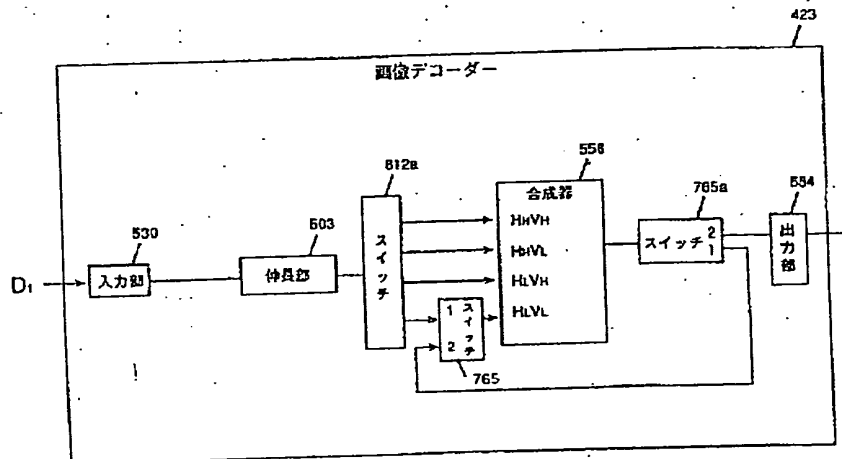 423
画像デコーダー
812a
556
合成器
765a
554
530
503
HHVH
スイッチ
HHVL
スイッチ 2
1
出力部
D1
入力部
伸長部
HLVH
HLVL
1
スイッチ
2
765